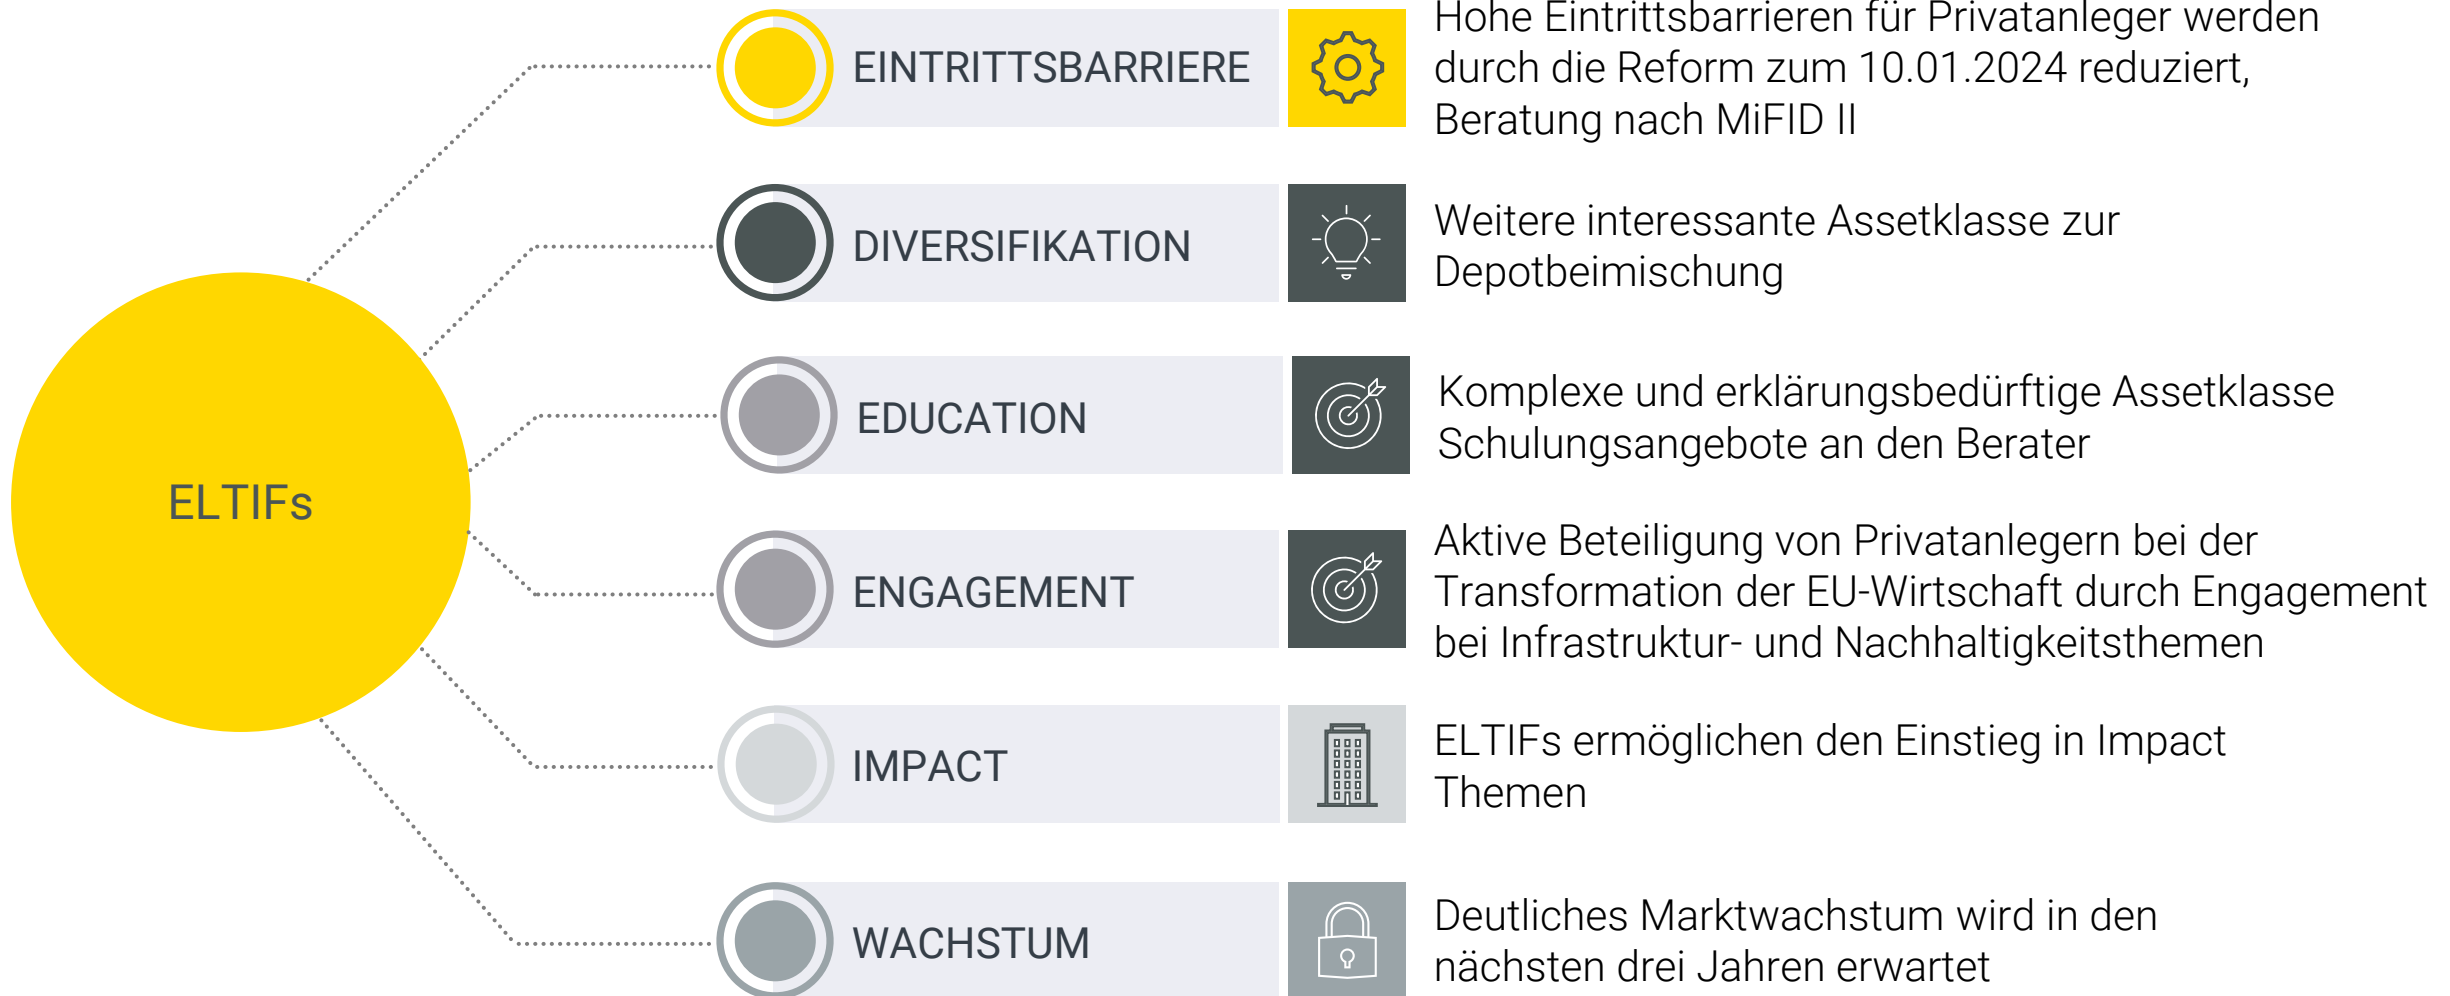 ELTIFs
EINTRITTSBARRIERE
Hohe Eintrittsbarrieren für Privatanleger werden
durch die Reform zum 10.01.2024 reduziert,
Beratung nach MiFID II
DIVERSIFIKATION
Weitere interessante Assetklasse zur
Depotbeimischung
EDUCATION
Komplexe und erklärungsbedürftige Assetklasse
Schulungsangebote an den Berater
ENGAGEMENT
Aktive Beteiligung von Privatanlegern bei der
Transformation der EU-Wirtschaft durch Engagement
bei Infrastruktur- und Nachhaltigkeitsthemen
IMPACT
ELTIFs ermöglichen den Einstieg in Impact
Themen
WACHSTUM
Deutliches Marktwachstum wird in den
nächsten drei Jahren erwartet